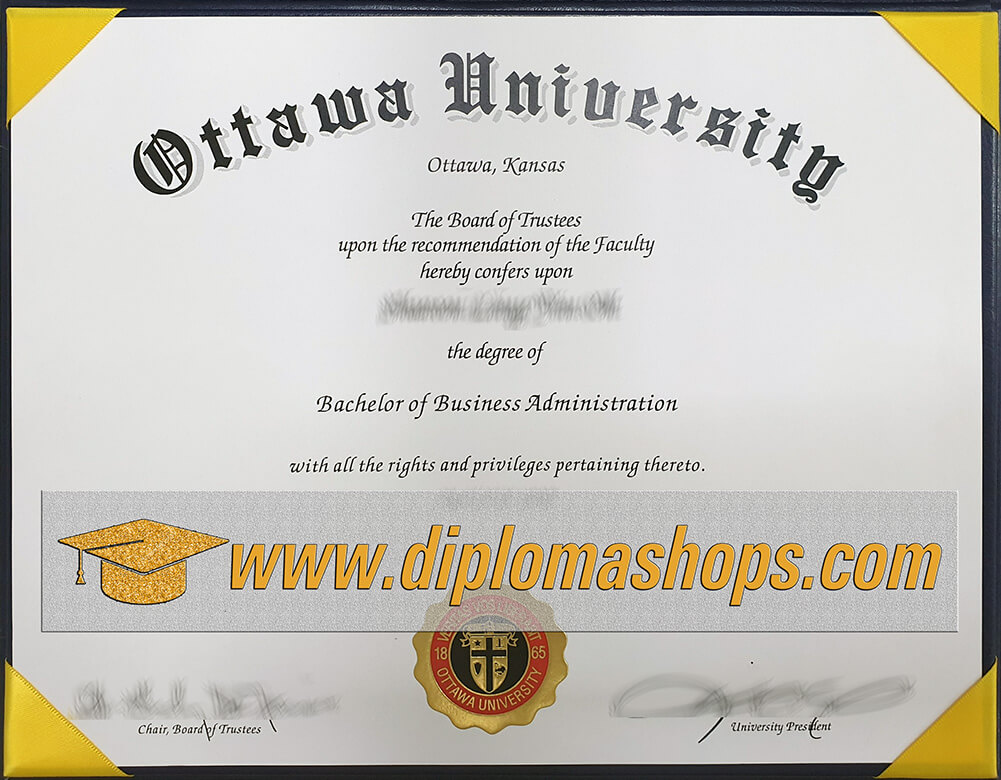 Ottawa University
Ottawa, Kansas
The Board of Trustees
upon the recommendation of the Faculty
hereby confers upon
the degree of
Bachelor of Business Administration
with all the rights and privileges pertaining thereto.
www.diplomashops.com
18 65
OTTAWA UNIVERSITY
Chair, Board of Trustees
University President